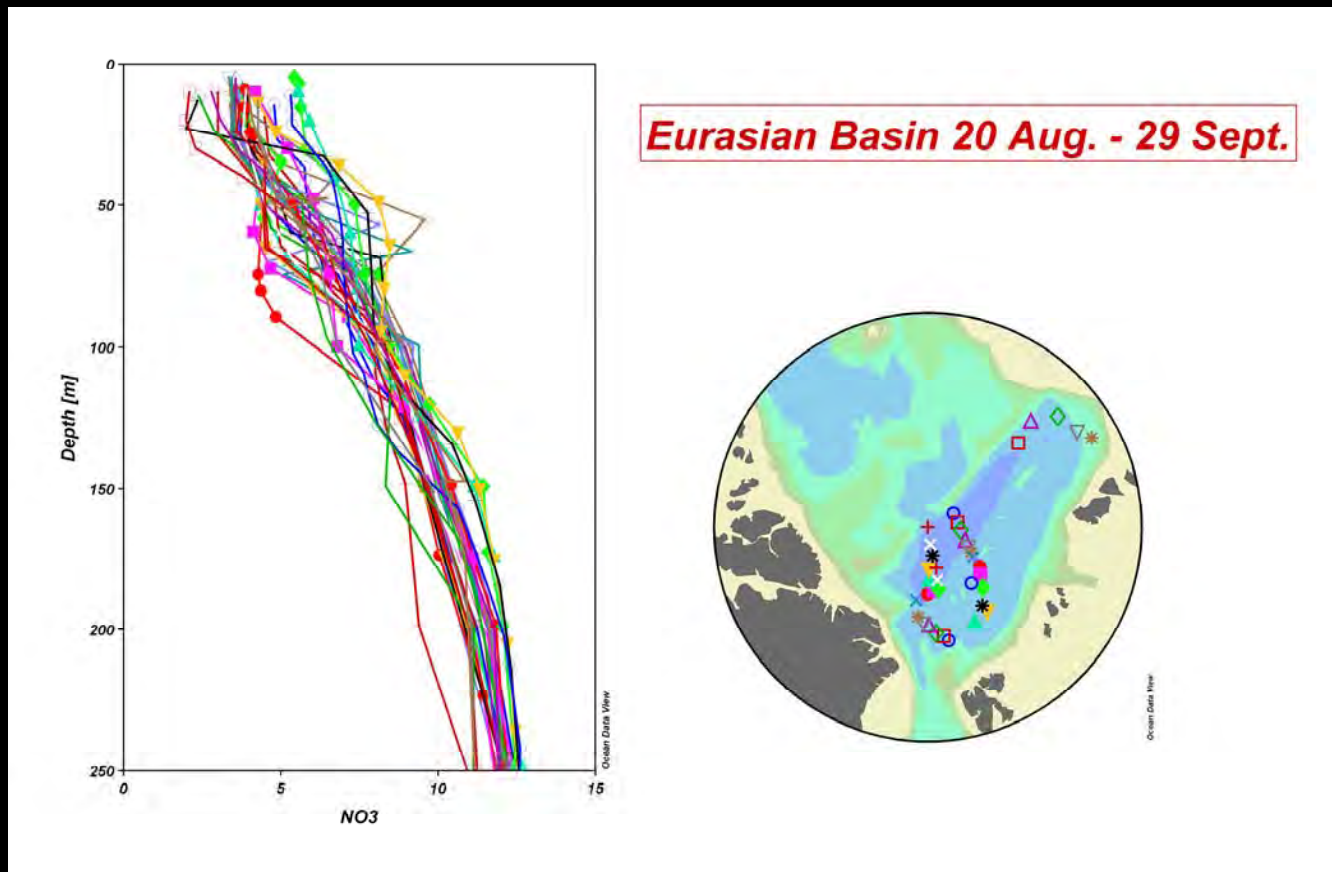 Eurasian Basin 20 Aug. - 29 Sept.
0
50
100
150
200
250
Depth [m]
0
5
10
15
NO3
Ocean Data View
Ocean Data View